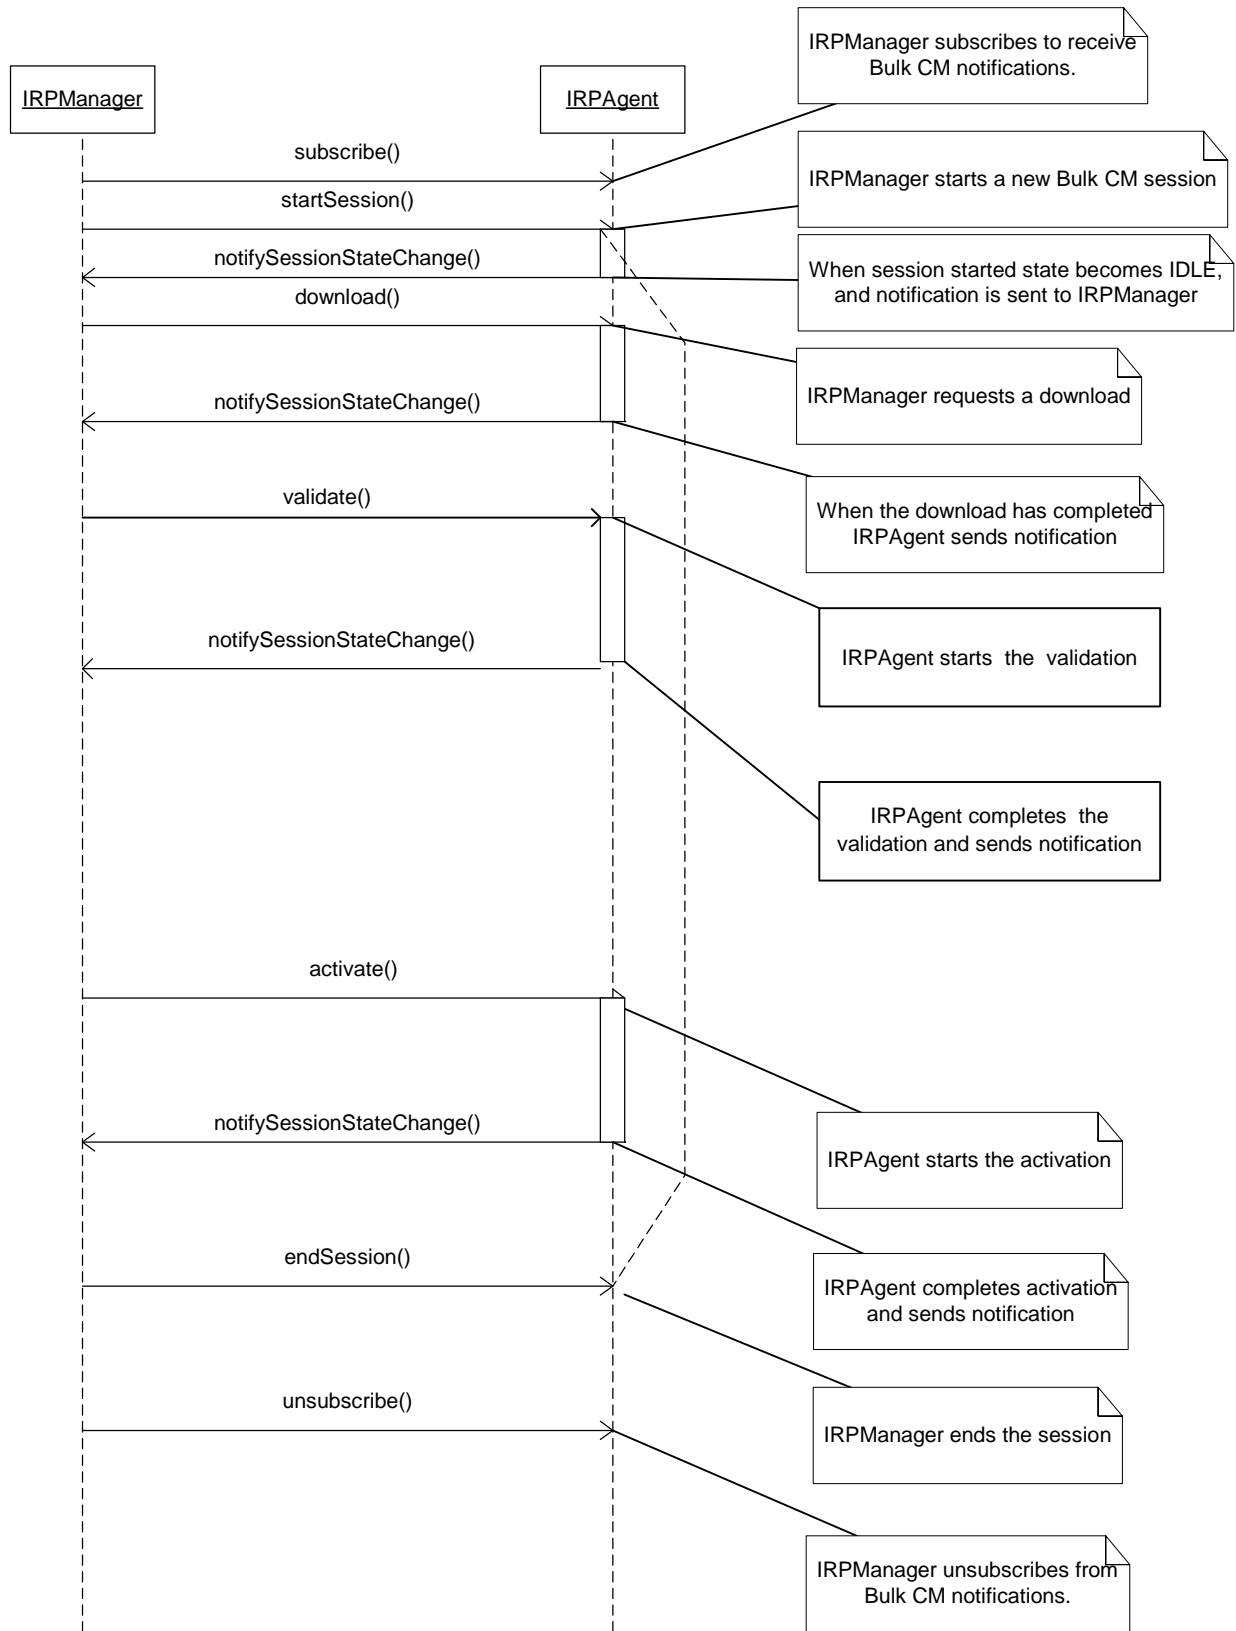 IRPManager subscribes to receive
Bulk CM notifications.
IRPManager
IRPAgent
subscribe()
IRPManager starts a new Bulk CM session
startSession()
notifySessionStateChange()
When session started state becomes IDLE,
and notification is sent to IRPManager
download()
IRPManager requests a download
notifySessionStateChange()
validate()
When the download has completed
IRPAgent sends notification
notifySessionStateChange()
IRPAgent starts the validation
IRPAgent completes the
validation and sends notification
activate()
notifySessionStateChange()
IRPAgent starts the activation
endSession()
IRPAgent completes activation
and sends notification
unsubscribe()
IRPManager ends the session
IRPManager unsubscribes from
Bulk CM notifications.